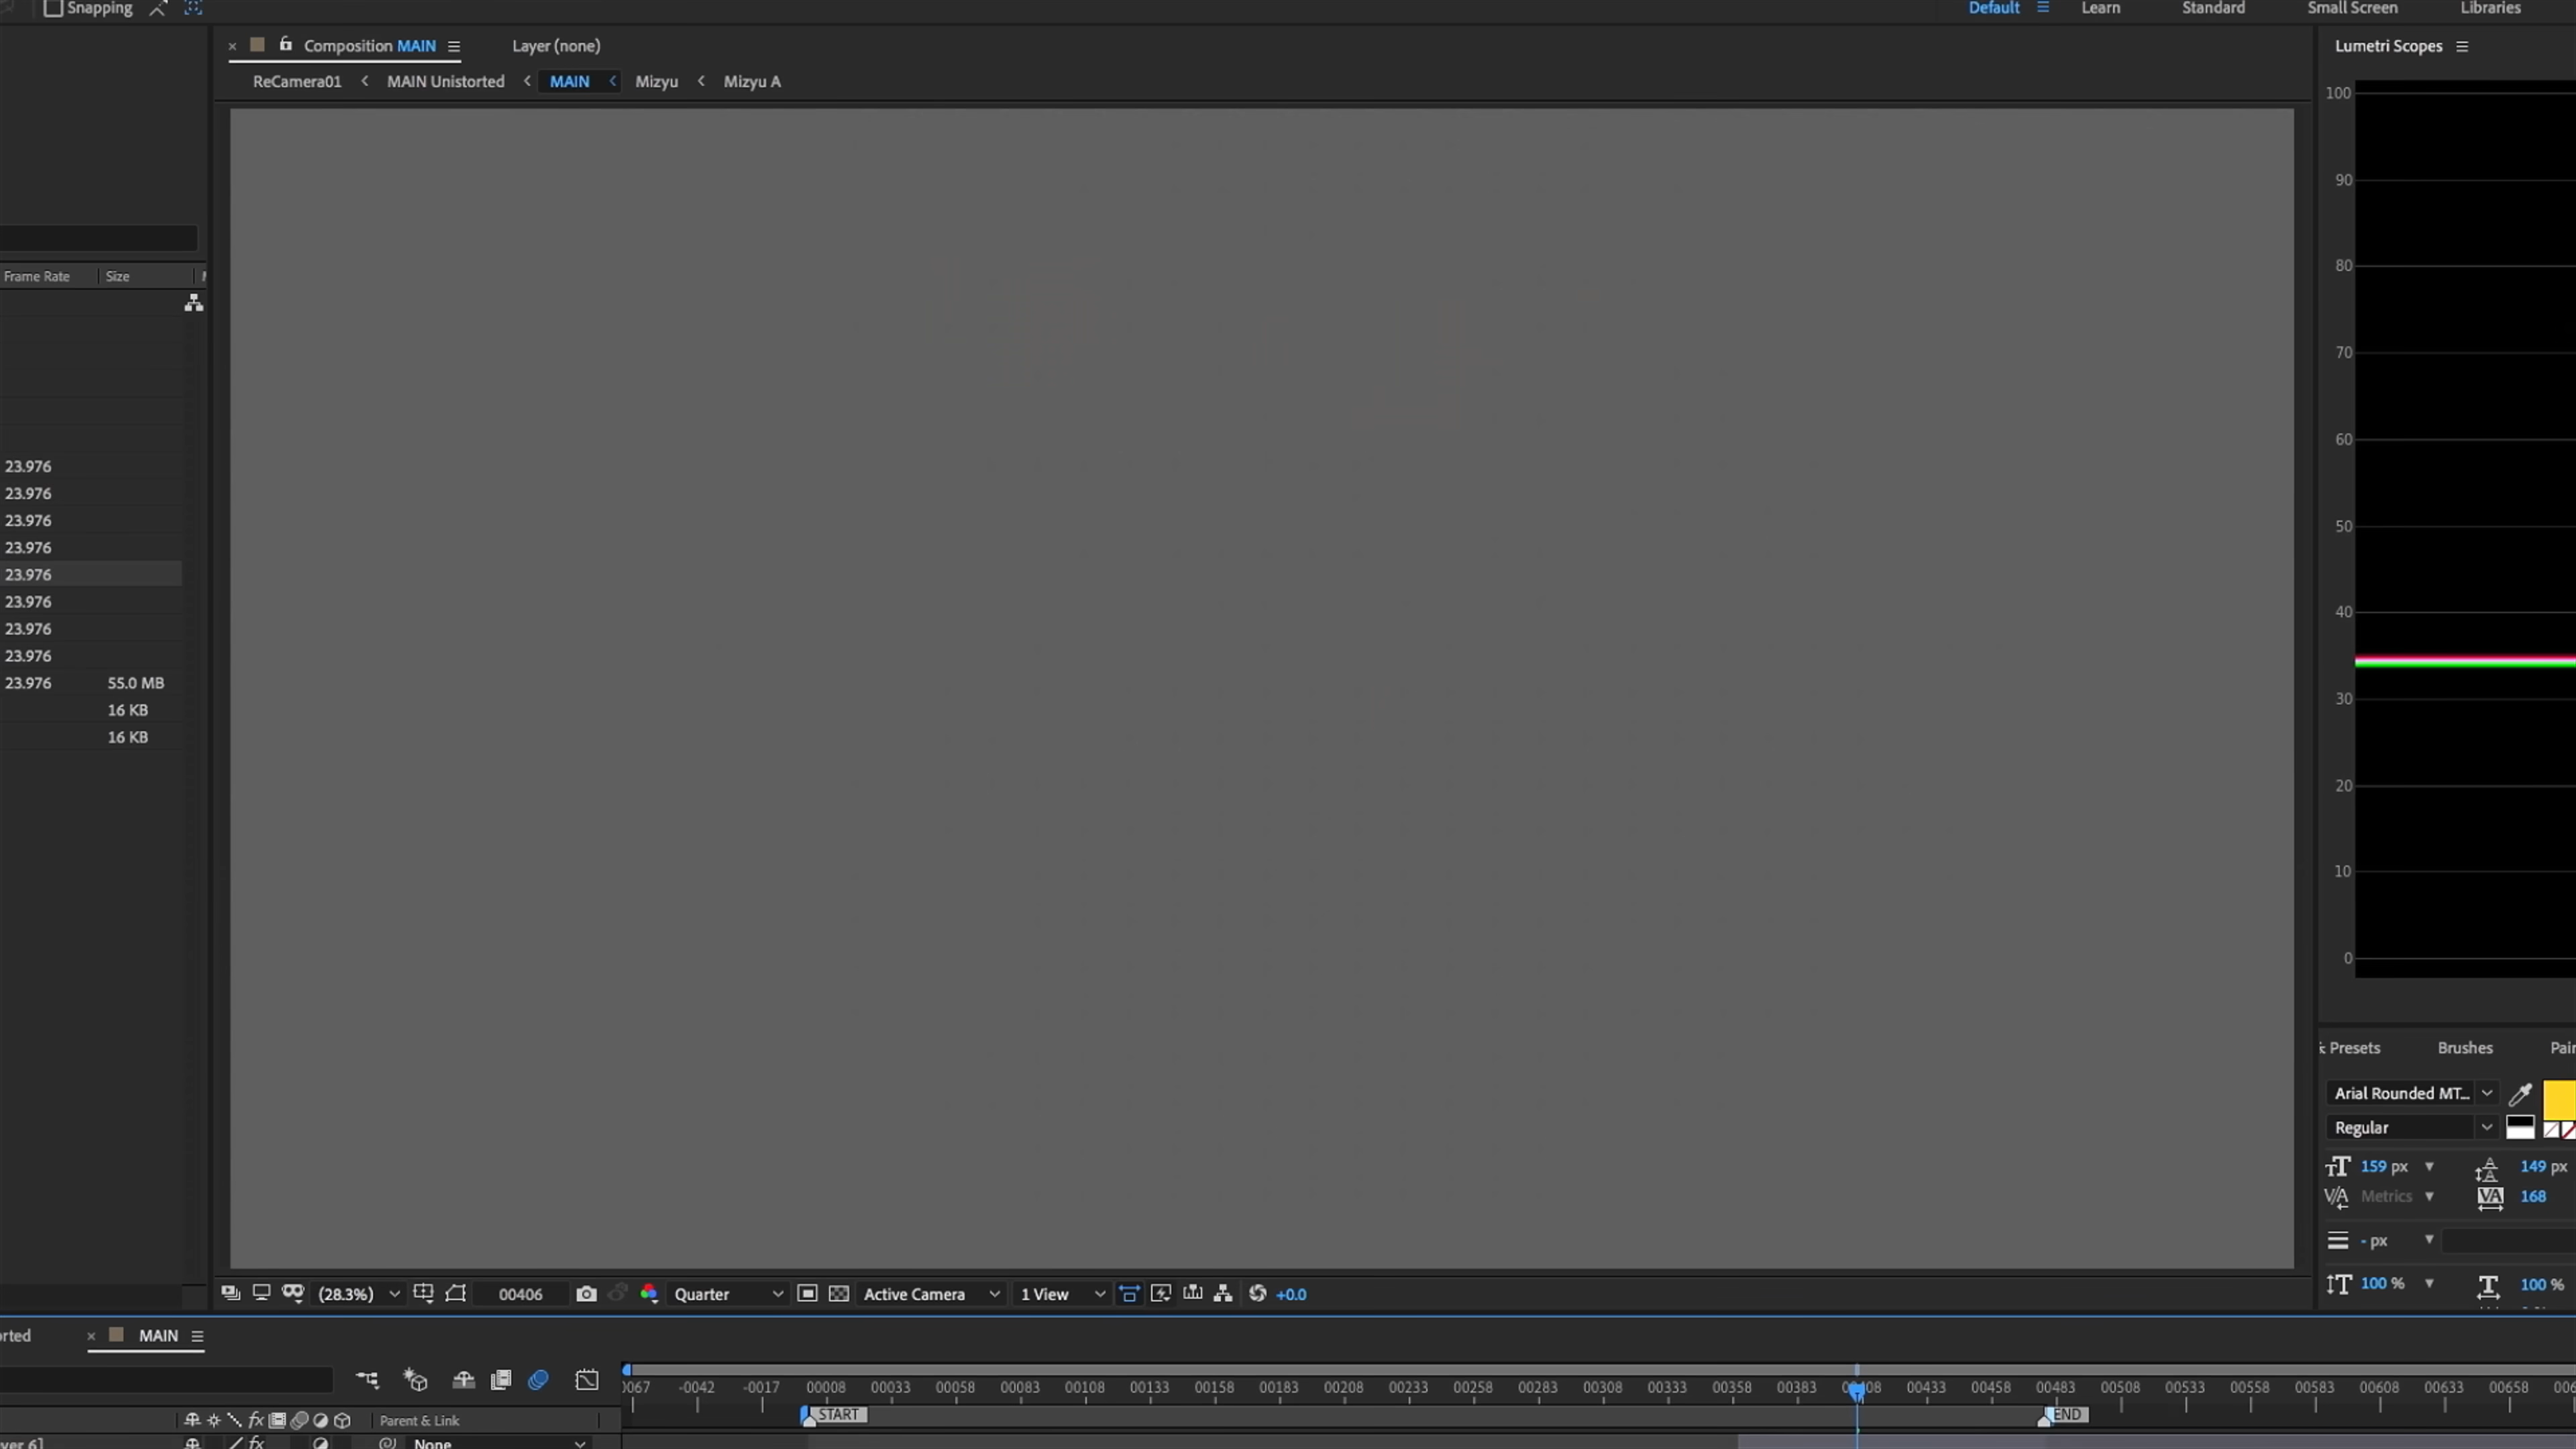 Snapping
Default
Learn
Standard
Small Screen
Libraries
Composition MAIN
Layer (none)
Lumetri Scopes
ReCamera01 < MAIN Unistorted < MAIN < Mizyu < Mizyu A
100
90
80
70
60
50
40
30
20
10
0
Frame Rate
Size
23.976
23.976
23.976
23.976
23.976
23.976
23.976
23.976
23.976 55.0 MB
16 KB
16 KB
Presets
Brushes
Arial Rounded MT...
Regular
159 px
149 px
Metrics
168
- px
100 %
100 %
(28.3%)
00406
Quarter
Active Camera
1 View
+0.0
MAIN
0067 -0042 -0017 00008 00033 00058 00083 00108 00133 00158 00183 00208 00233 00258 00283 00308 00333 00358 00383 00433 00458 00483 00508 00533 00558 00583 00608 00633 00658
START
END
Parent & Link
None